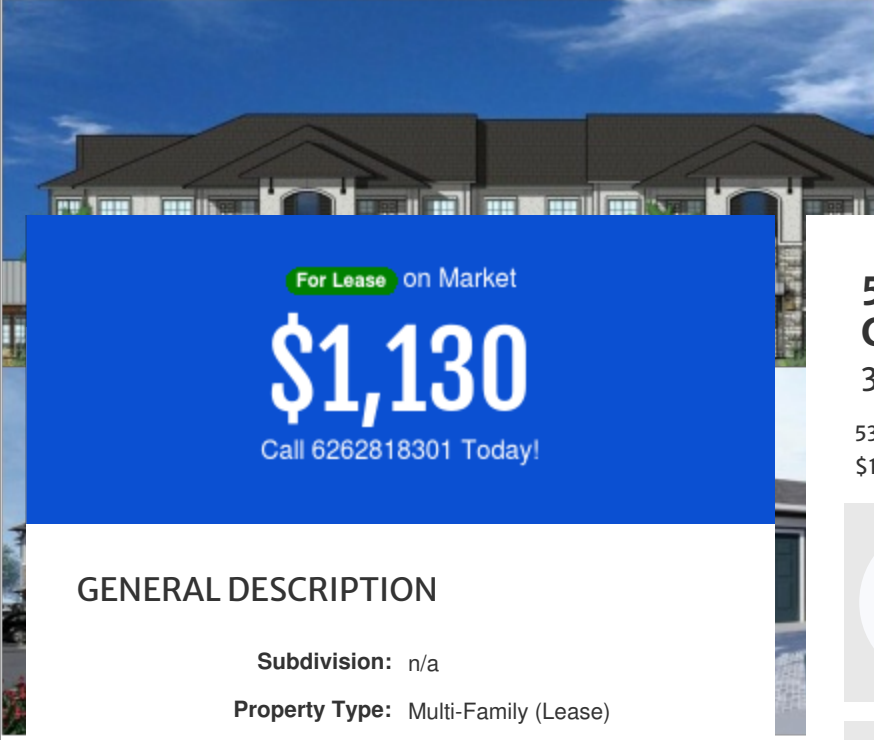 For Lease on Market
$1,130
Call 6262818301 Today!
GENERAL DESCRIPTION
Subdivision: n/a
Property Type: Multi-Family (Lease)